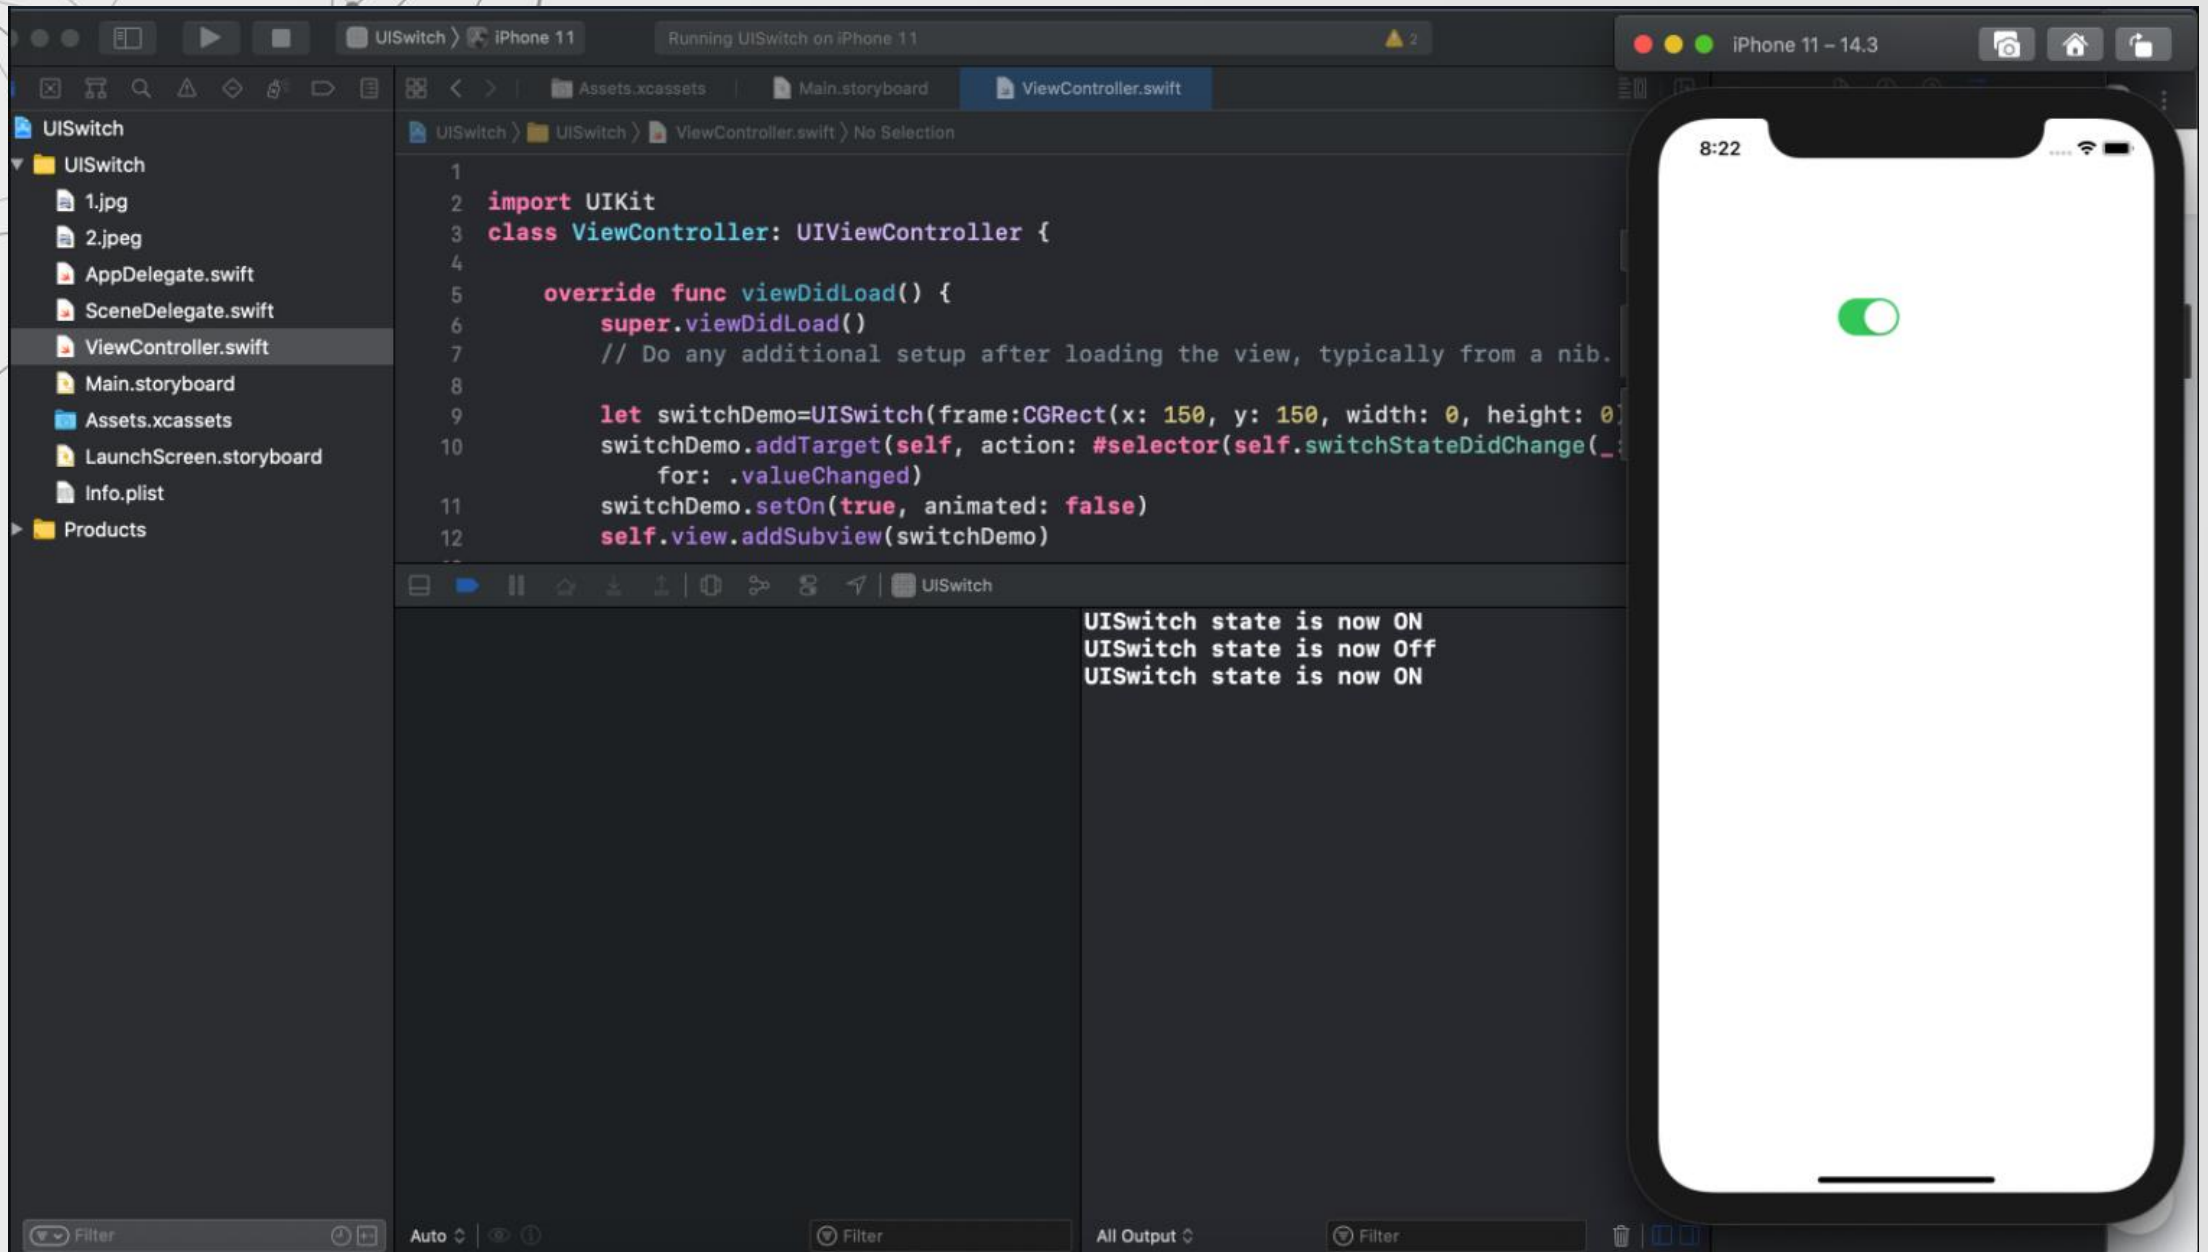 UISwitch 〉 iPhone 11
Running UISwitch on iPhone 11
2
iPhone 11 – 14.3
Assets.xcassets
Main.storyboard
ViewController.swift
UISwitch 〉 UISwitch 〉 ViewController.swift 〉 No Selection
UISwitch
UISwitch
1.jpg
2.jpeg
AppDelegate.swift
SceneDelegate.swift
ViewController.swift
Main.storyboard
Assets.xcassets
LaunchScreen.storyboard
Info.plist
Products
1
2 import UIKit
3 class ViewController: UIViewController {
4
5 override func viewDidLoad() {
6 super.viewDidLoad()
7 // Do any additional setup after loading the view, typically from a nib.
8
9 let switchDemo=UISwitch(frame:CGRect(x: 150, y: 150, width: 0, height: 0
10 switchDemo.addTarget(self, action: #selector(self.switchStateDidChange(_:
for: .valueChanged)
11 switchDemo.setOn(true, animated: false)
12 self.view.addSubview(switchDemo)
UISwitch
UISwitch state is now ON
UISwitch state is now Off
UISwitch state is now ON
8:22
Filter
Auto
Filter
All Output
Filter